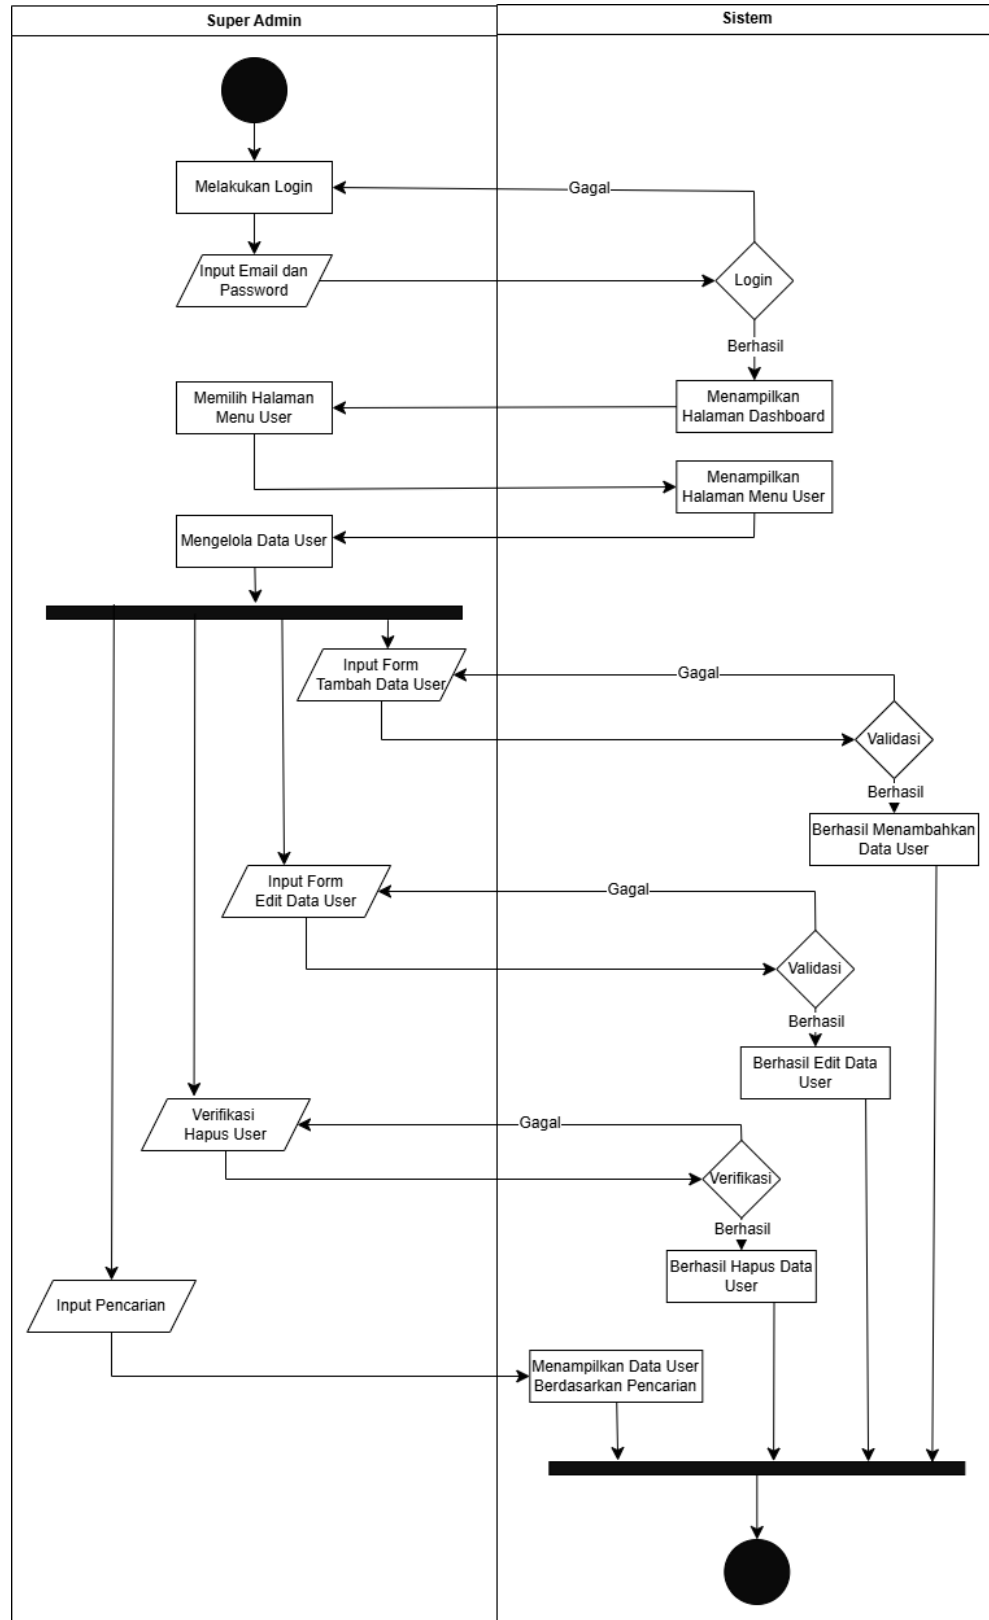 Super Admin
Sistem
Melakukan Login
Gagal
Input Email dan
Password
Login
Berhasil
Memilih Halaman
Menu User
Menampilkan
Halaman Dashboard
Menampilkan
Halaman Menu User
Mengelola Data User
Input Form
Tambah Data User
Gagal
Validasi
Berhasil
Berhasil Menambahkan
Data User
Input Form
Edit Data User
Gagal
Validasi
Berhasil
Berhasil Edit Data
User
Verifikasi
Hapus User
Gagal
Verifikasi
Berhasil
Berhasil Hapus Data
User
Input Pencarian
Menampilkan Data User
Berdasarkan Pencarian